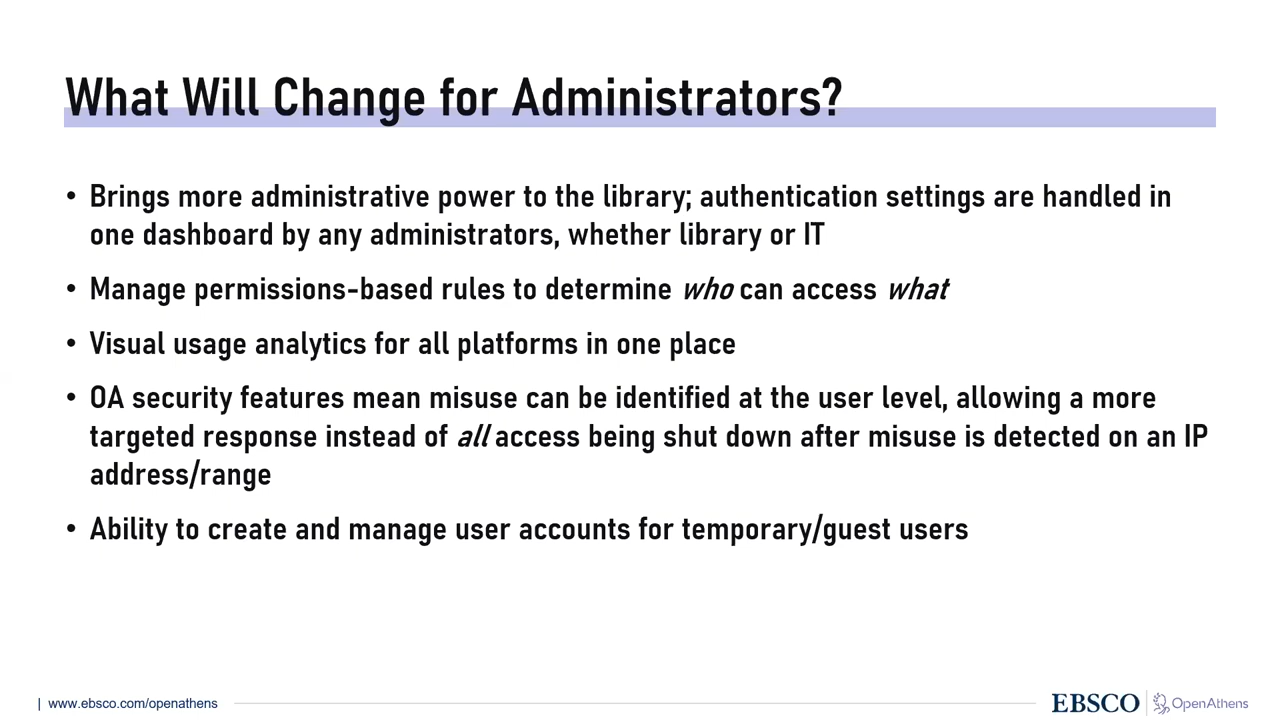 What Will Change for Administrators?
• Brings more administrative power to the library; authentication settings are handled in
one dashboard by any administrators, whether library or IT
• Manage permissions-based rules to determine who can access what
• Visual usage analytics for all platforms in one place
• OA security features mean misuse can be identified at the user level, allowing a more
targeted response instead of all access being shut down after misuse is detected on an IP
address/range
• Ability to create and manage user accounts for temporary/guest users
| www.ebsco.com/openathens
EBSCO | OpenAthens